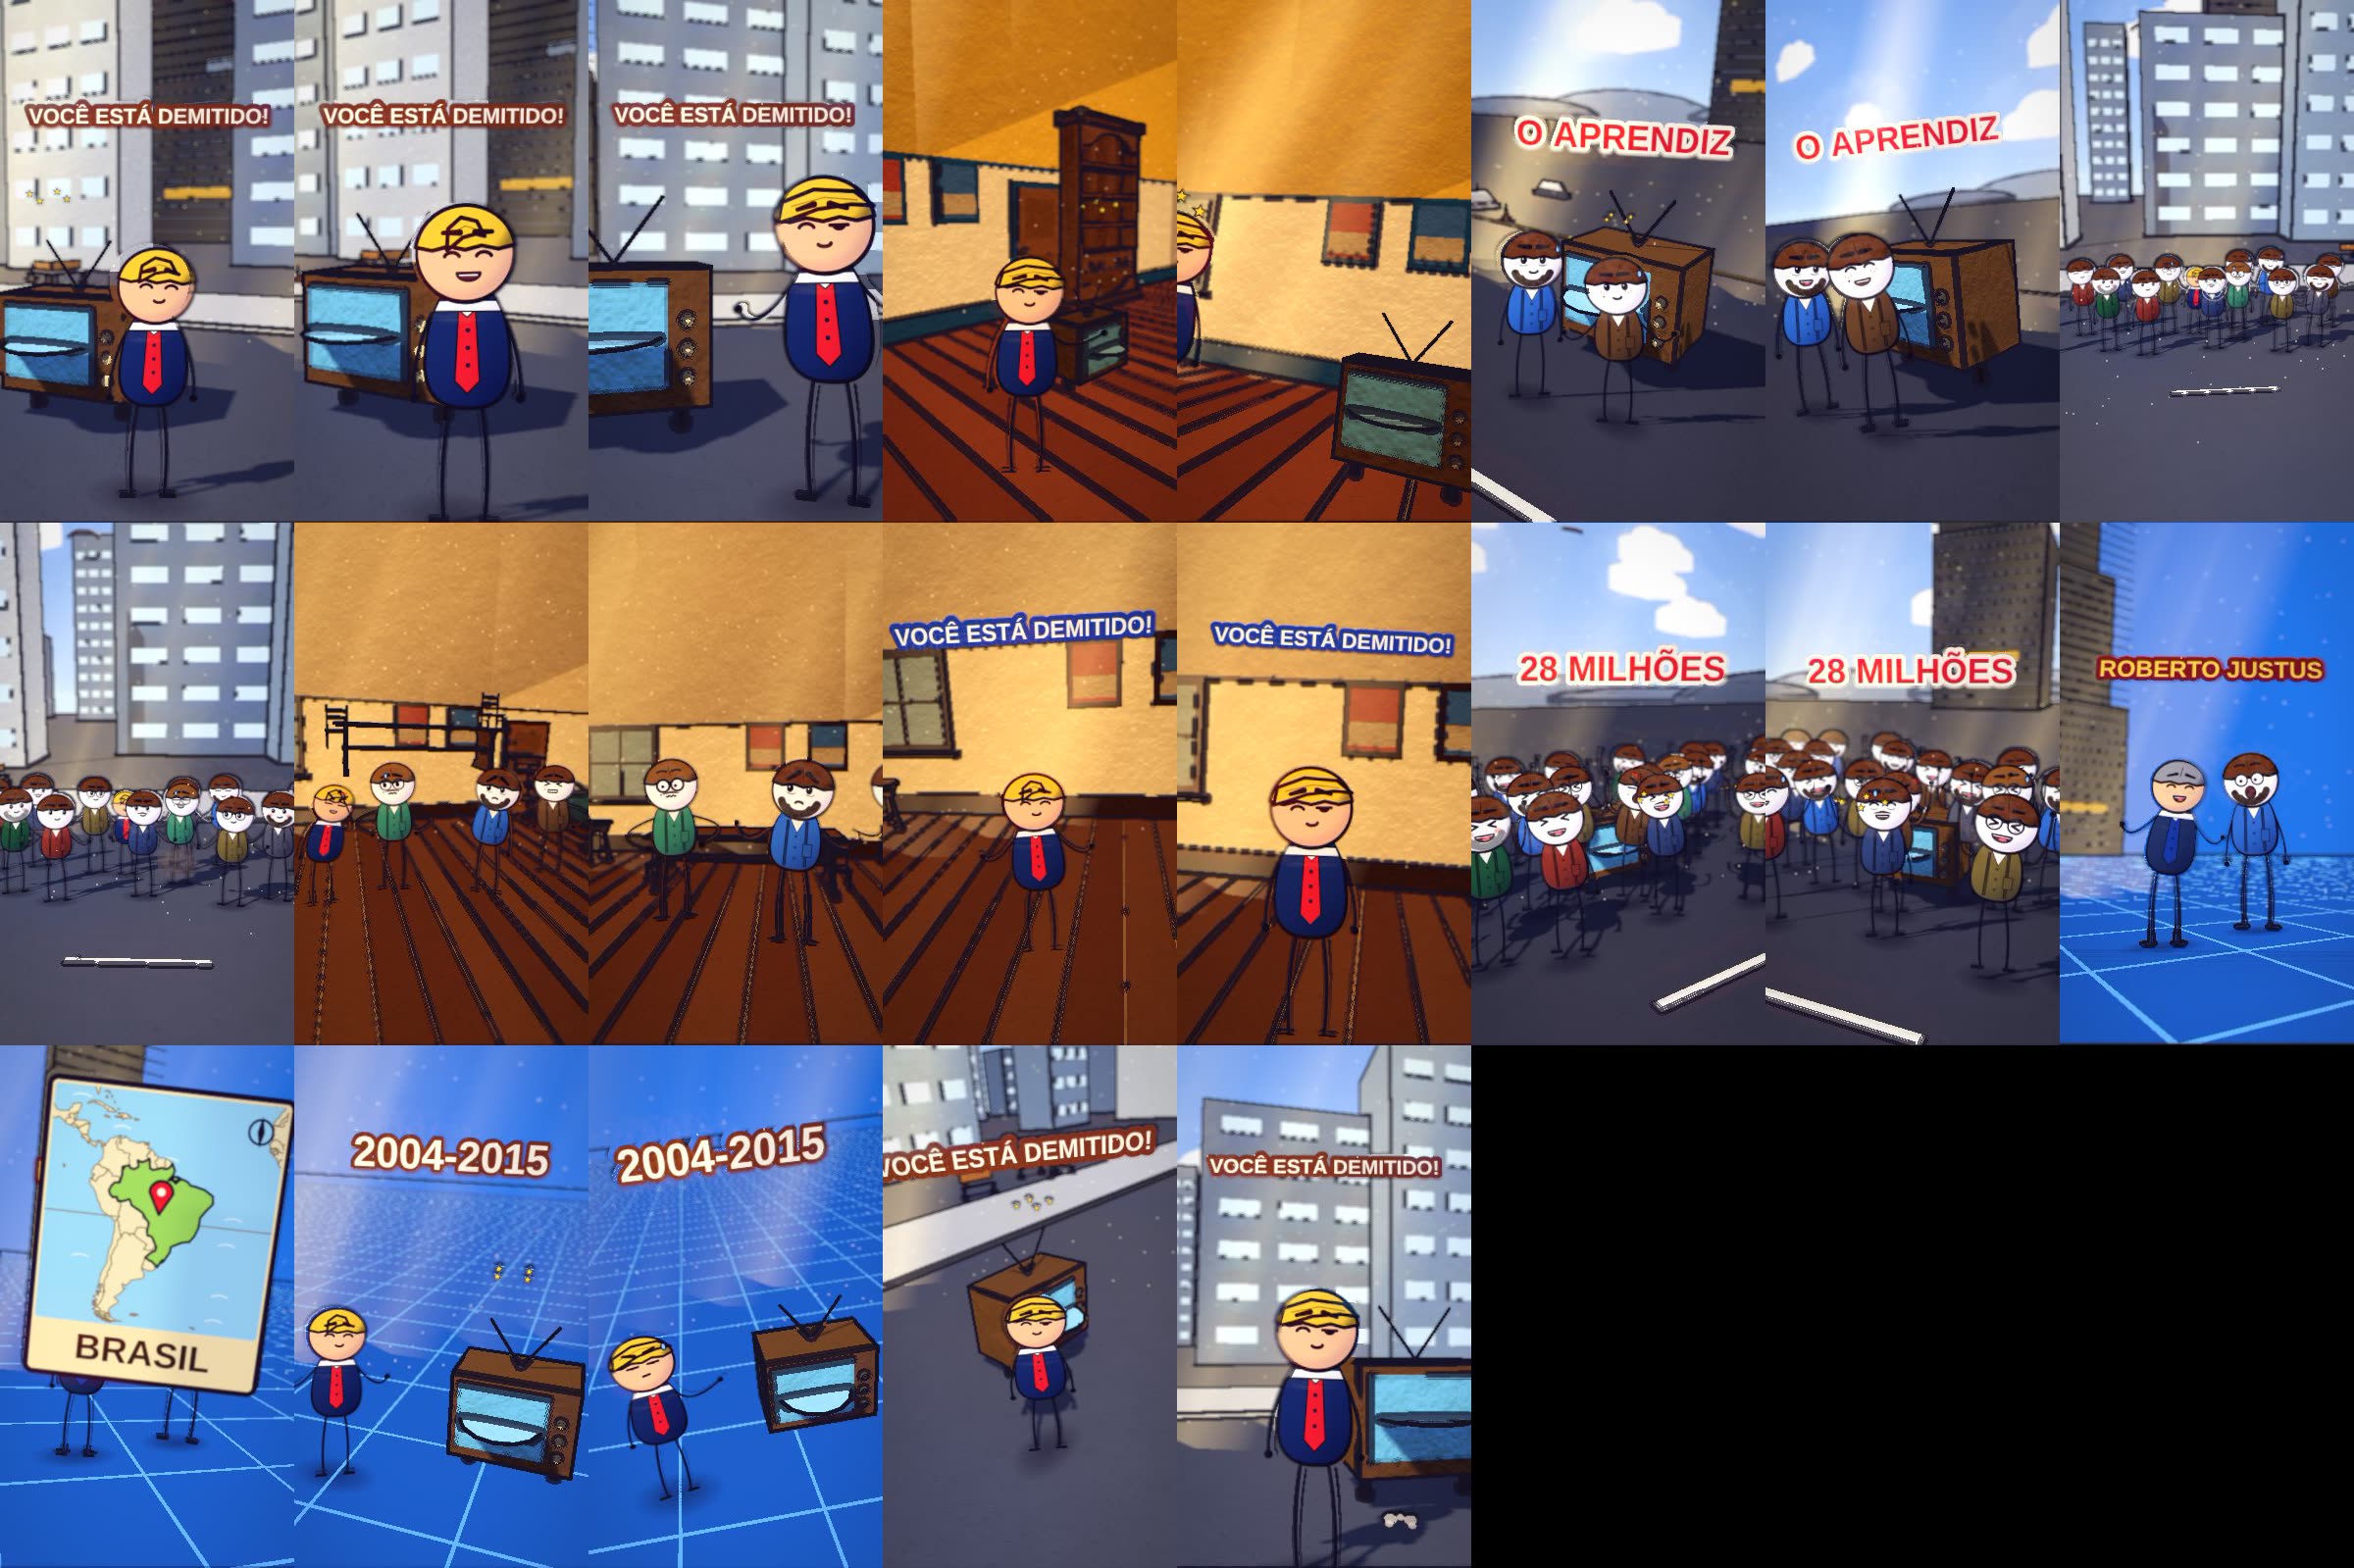 VOCÊ ESTÁ DEMITIDO!
VOCÊ ESTÁ DEMITIDO!
VOCÊ ESTÁ DEMITIDO!
O APRENDIZ
O APRENDIZ
VOCÊ ESTÁ DEMITIDO!
VOCÊ ESTÁ DEMITIDO!
28 MILHÕES
28 MILHÕES
ROBERTO JUSTUS
BRASIL
2004-2015
2004-2015
VOCÊ ESTÁ DEMITIDO!
VOCÊ ESTÁ DEMITIDO!